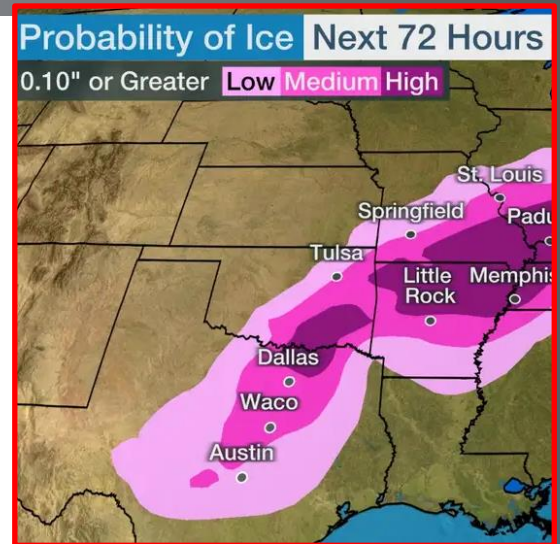 Probability of Ice Next 72 Hours
0.10" or Greater Low Medium High
St. Louis
Springfield
Padu
Tulsa
Little
Rock
Memphis
Dallas
Waco
Austin